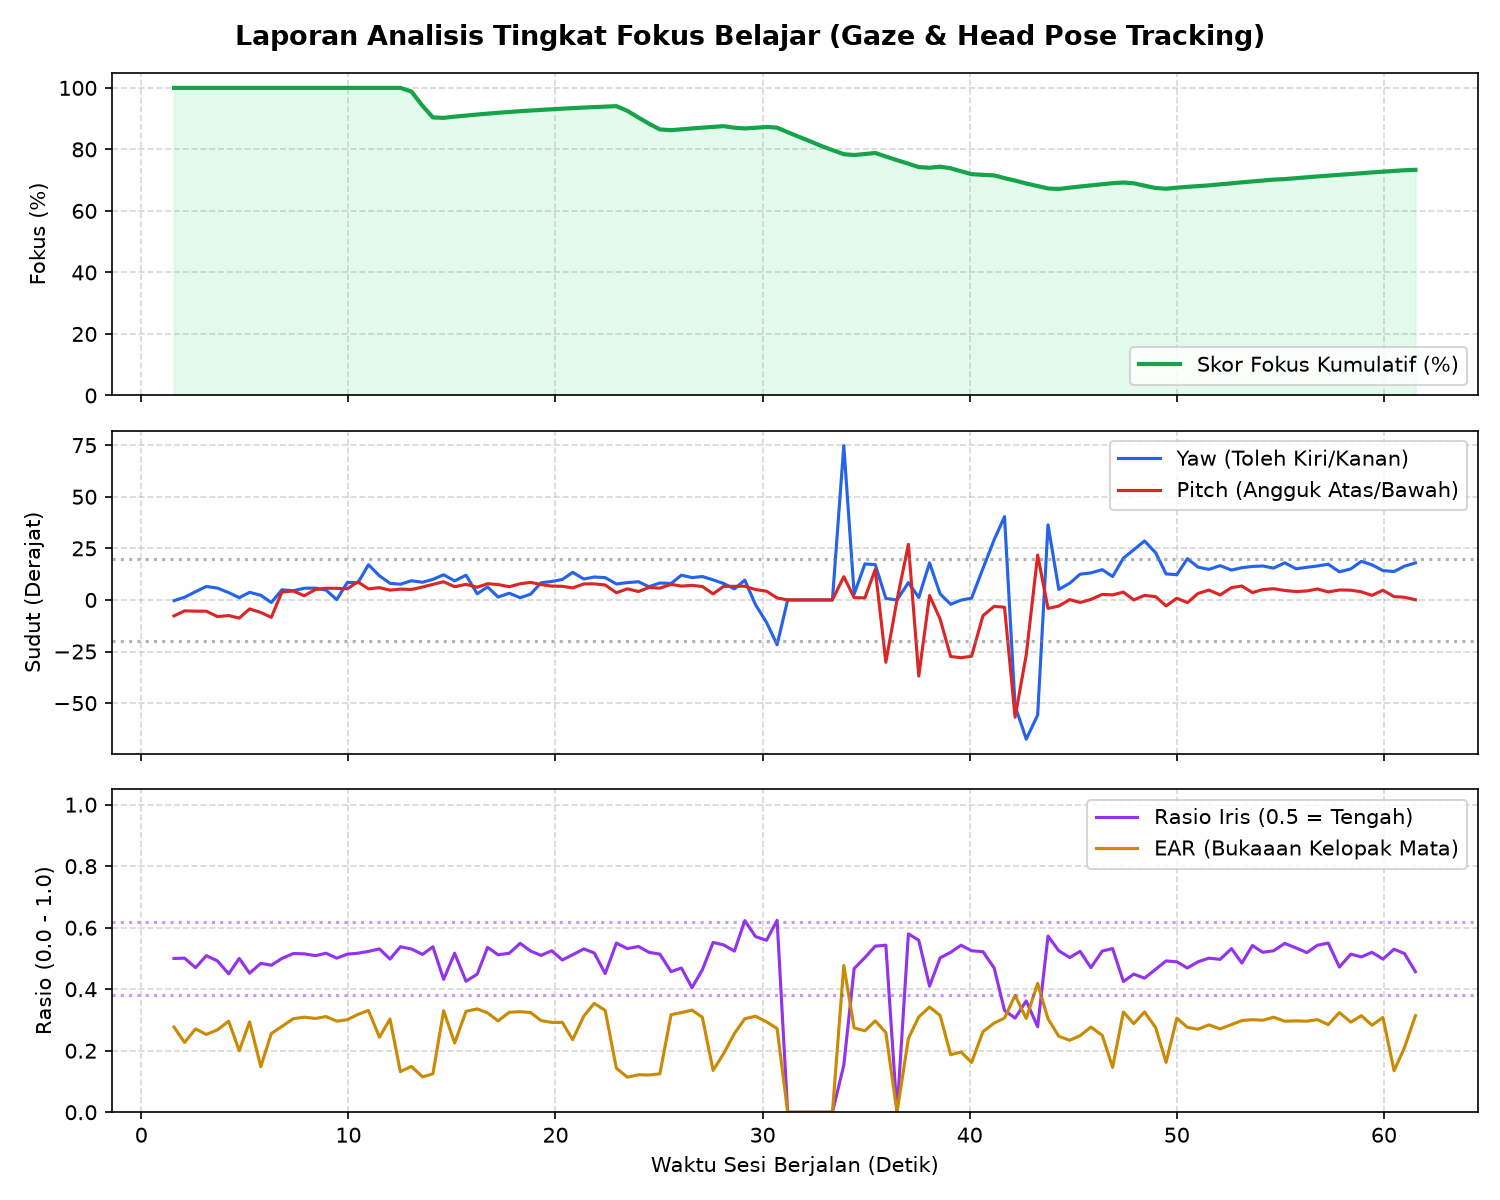 Laporan Analisis Tingkat Fokus Belajar (Gaze & Head Pose Tracking)
100
80
60
40
20
0
Fokus (%)
Skor Fokus Kumulatif (%)
75
50
25
0
−25
−50
Sudut (Derajat)
Yaw (Toleh Kiri/Kanan)
Pitch (Angguk Atas/Bawah)
1.0
0.8
0.6
0.4
0.2
0.0
Rasio (0.0 - 1.0)
Rasio Iris (0.5 = Tengah)
EAR (Bukaaan Kelopak Mata)
0 10 20 30 40 50 60
Waktu Sesi Berjalan (Detik)